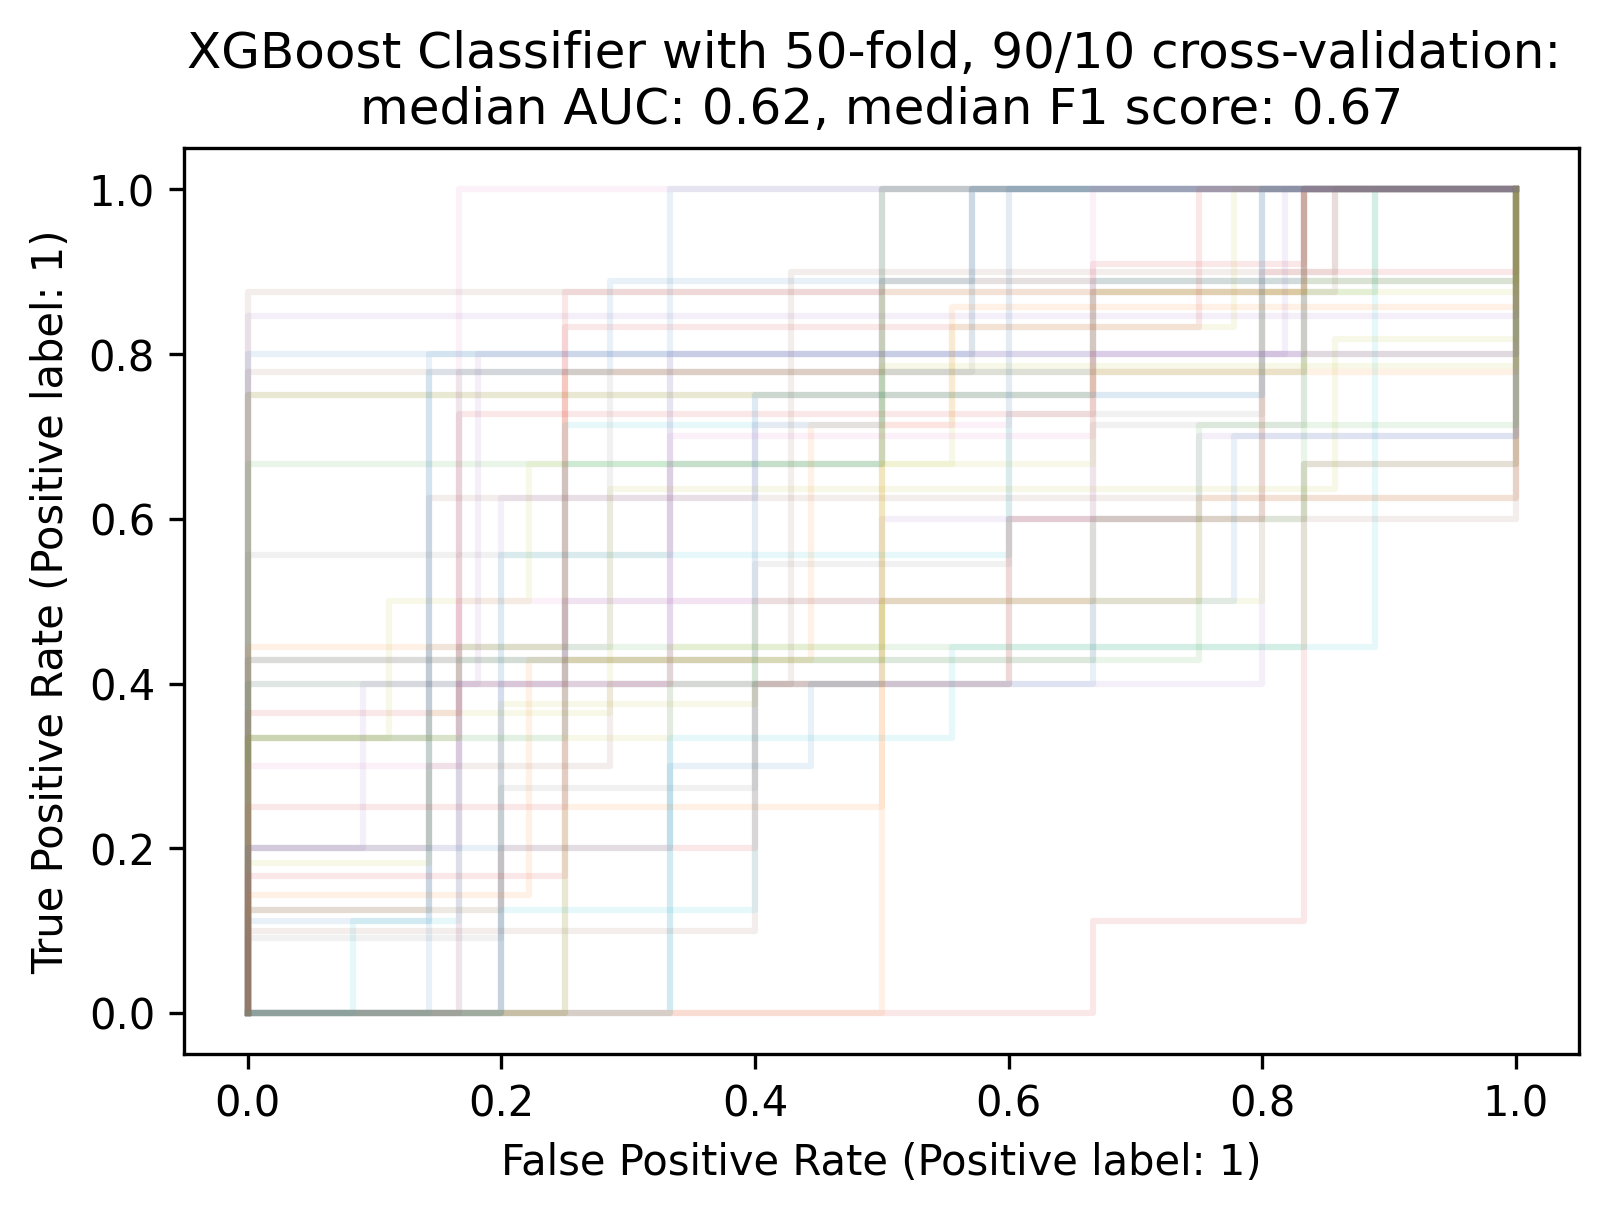 XGBoost Classifier with 50-fold, 90/10 cross-validation:
median AUC: 0.62, median F1 score: 0.67
True Positive Rate (Positive label: 1)
1.0
0.8
0.6
0.4
0.2
0.0
0.0 0.2 0.4 0.6 0.8 1.0
False Positive Rate (Positive label: 1)